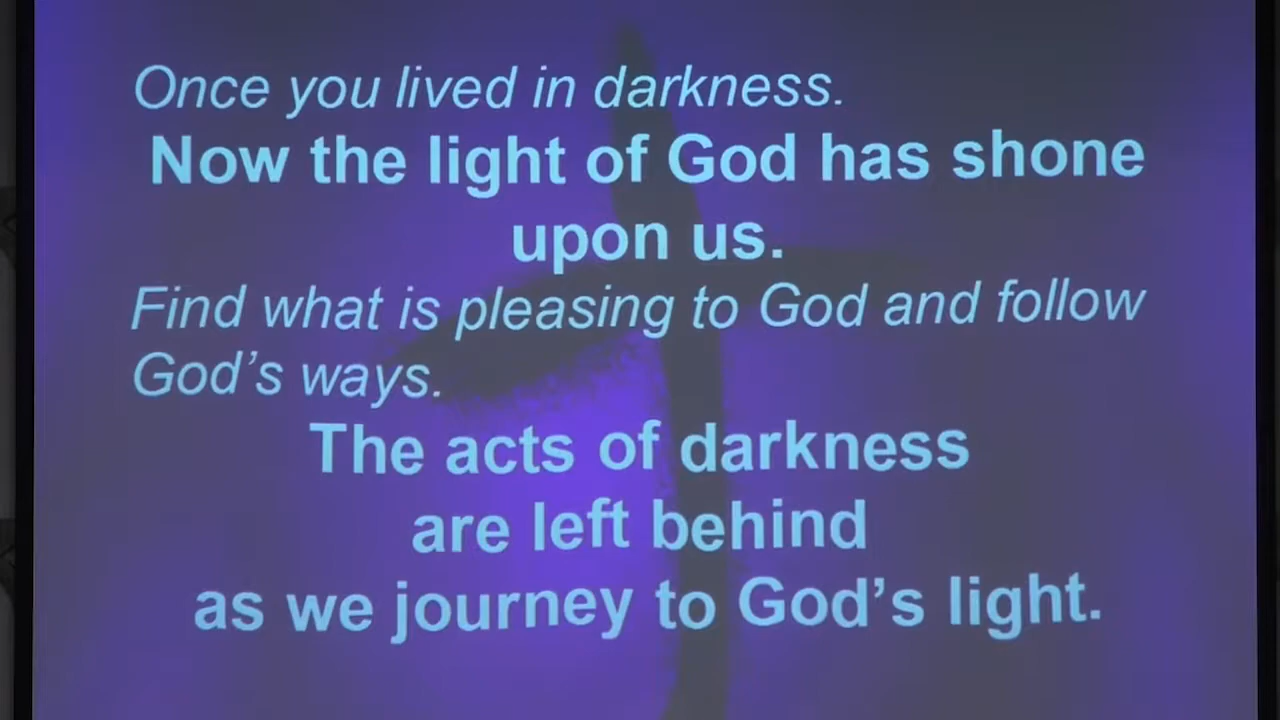 Once you lived in darkness.
Now the light of God has shone
upon us.
Find what is pleasing to God and follow
God’s ways.
The acts of darkness
are left behind
as we journey to God’s light.